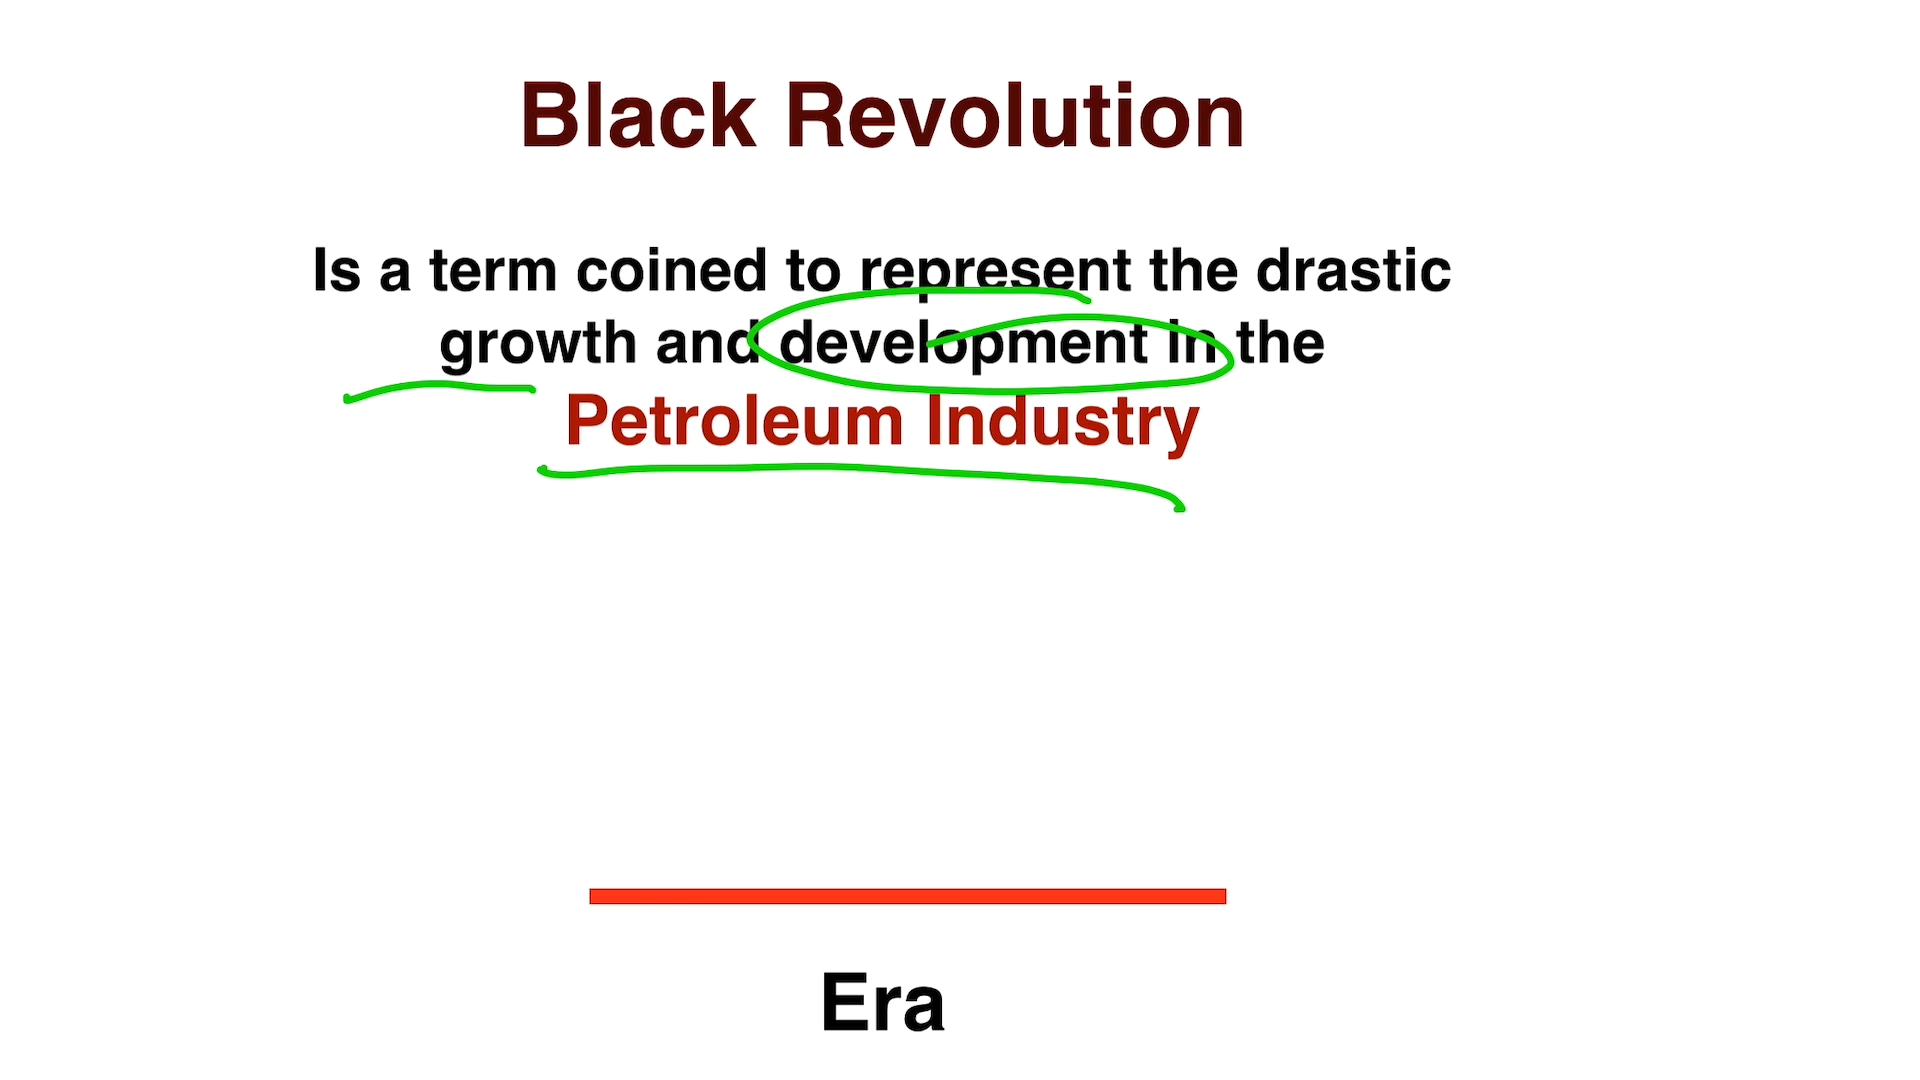 Black Revolution
Is a term coined to represent the drastic
growth and development in the
Petroleum Industry
Era